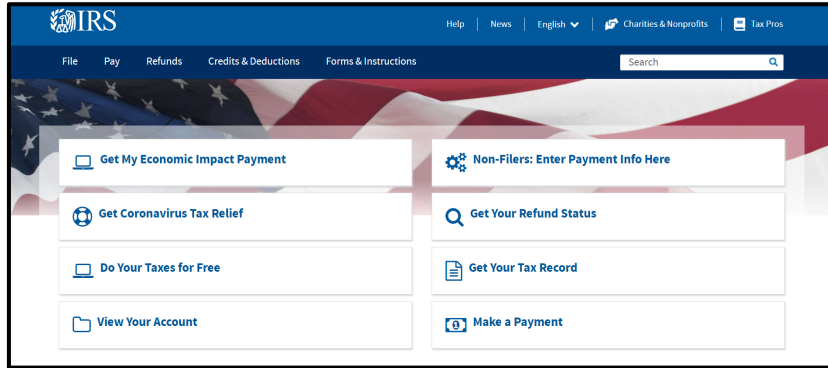 IRS
Help News English Charities & Nonprofits Tax Pros
File Pay Refunds Credits & Deductions Forms & Instructions Search
Get My Economic Impact Payment Non-Filers: Enter Payment Info Here
Get Coronavirus Tax Relief Get Your Refund Status
Do Your Taxes for Free Get Your Tax Record
View Your Account Make a Payment